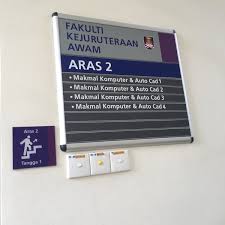 FAKULTI
KEJURUTERAAN
AWAM
ARAS 2
• Makmal Komputer & Auto Cad 1
• Makmal Komputer & Auto Cad 2
• Makmal Komputer & Auto Cad 3
• Makmal Komputer & Auto Cad 4
Aras 2
Tangga 1